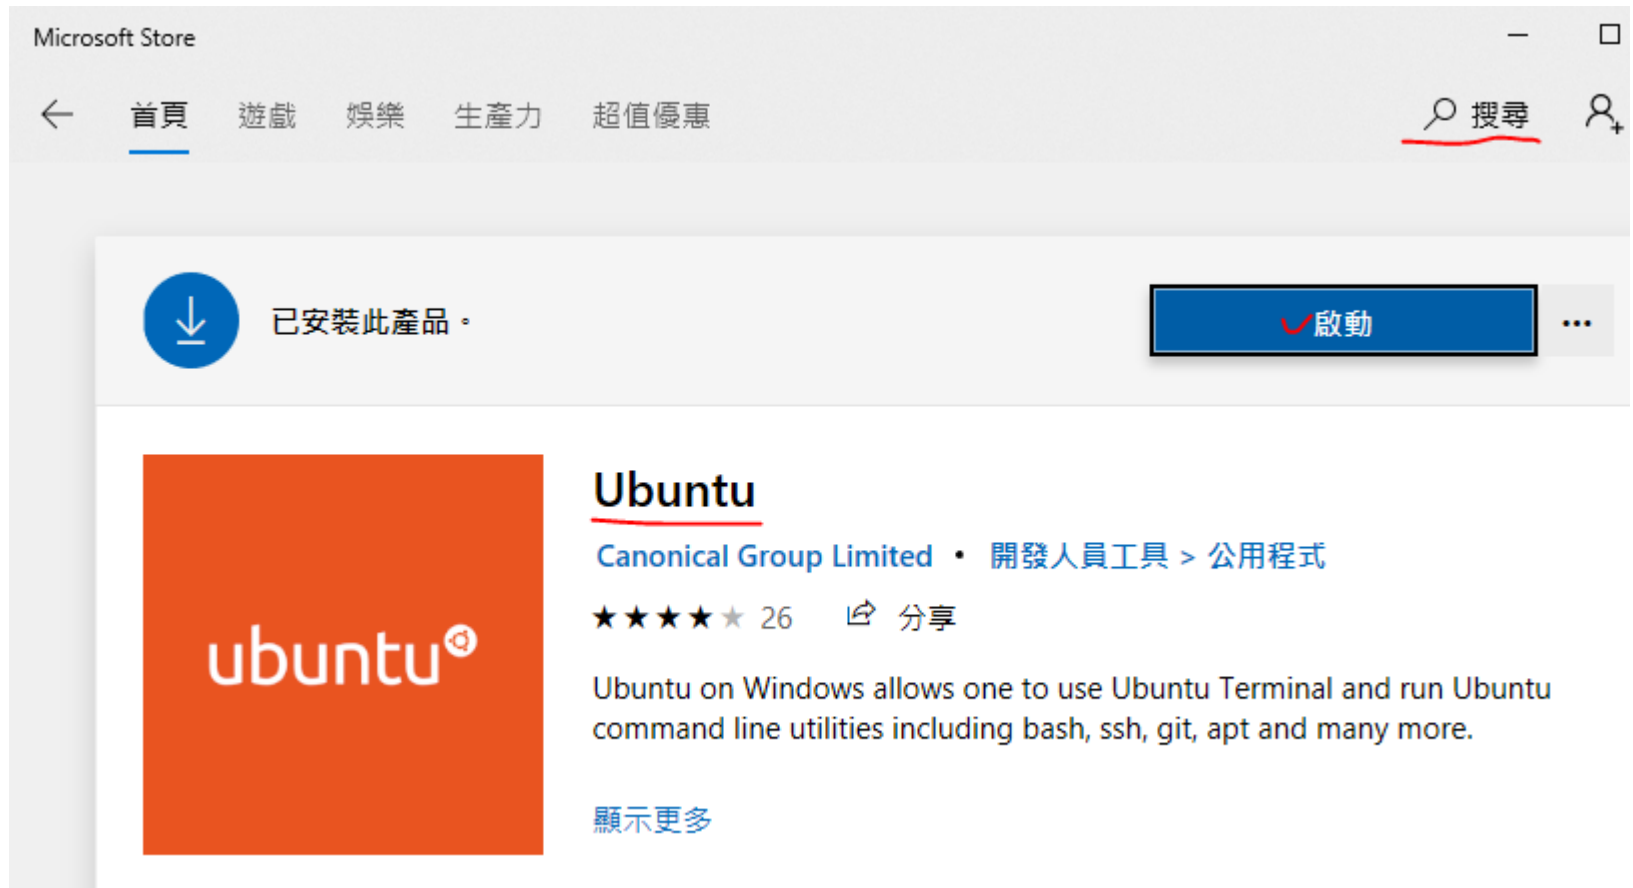 Microsoft Store
首頁 遊戲 娛樂 生產力 超值優惠 搜尋
已安裝此產品。
啟動
ubuntu
Ubuntu
Canonical Group Limited • 開發人員工具 > 公用程式
★★★★★ 26 分享
Ubuntu on Windows allows one to use Ubuntu Terminal and run Ubuntu
command line utilities including bash, ssh, git, apt and many more.
顯示更多